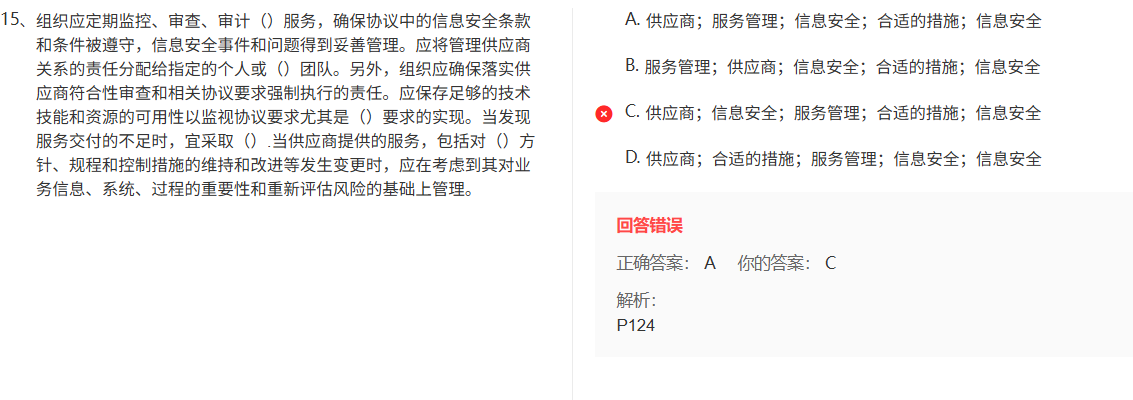 15、组织应定期监控、审查、审计（）服务，确保协议中的信息安全条款
和条件被遵守，信息安全事件和问题得到妥善管理。应将管理供应商
关系的责任分配给指定的个人或（）团队。另外，组织应确保落实供
应商符合性审查和相关协议要求强制执行的责任。应保存足够的技术
技能和资源的可用性以监视协议要求尤其是（）要求的实现。当发现
服务交付的不足时，宜采取（）.当供应商提供的服务，包括对（）方
针、规程和控制措施的维持和改进等发生变更时，应在考虑到其对业
务信息、系统、过程的重要性和重新评估风险的基础上管理。
A. 供应商；服务管理；信息安全；合适的措施；信息安全
B. 服务管理；供应商；信息安全；合适的措施；信息安全
C. 供应商；信息安全；服务管理；合适的措施；信息安全
D. 供应商；合适的措施；服务管理；信息安全；信息安全
回答错误
正确答案： A 你的答案： C
解析：
P124